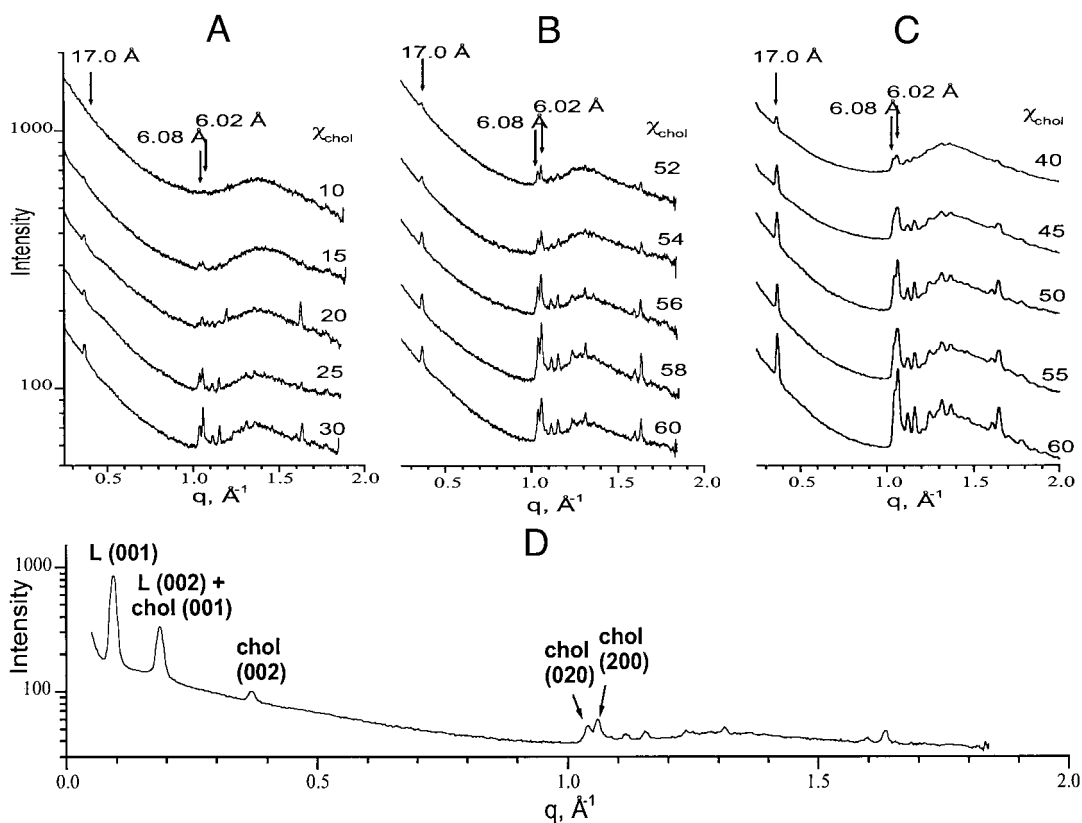 A
B
C
17.0 Å
6.08 Å
6.02 Å
χchol
10
15
20
25
30
1000
100
Intensity
0.5
1.0
1.5
2.0
q, Å-1
17.0 Å
6.08 Å
6.02 Å
52
54
56
58
60
0.5
1.0
1.5
2.0
q, Å-1
17.0 Å
6.02 Å
6.08 Å
χchol
40
45
50
55
60
0.5
1.0
1.5
2.0
q, Å-1
D
L (001)
L (002) +
chol (001)
chol
(002)
chol
(020)
chol
(200)
1000
100
Intensity
0.0
0.5
1.0
1.5
2.0
q, Å-1